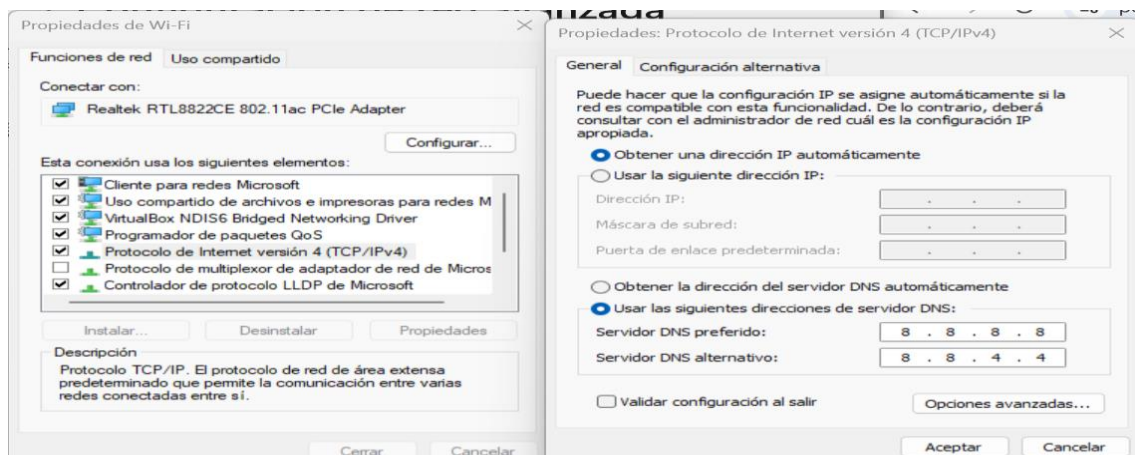 anzada
Propiedades de Wi-Fi
Funciones de red
Uso compartido
Conectar con:
Realtek RTL8822CE 802.11ac PCIe Adapter
Configurar...
Esta conexión usa los siguientes elementos:
Cliente para redes Microsoft
Uso compartido de archivos e impresoras para redes M
VirtualBox NDIS6 Bridged Networking Driver
Programador de paquetes QoS
Protocolo de Internet versión 4 (TCP/IPv4)
Protocolo de multiplexor de adaptador de red de Micros
Controlador de protocolo LLDP de Microsoft
Instalar...
Desinstalar
Propiedades
Descripción
Protocolo TCP/IP. El protocolo de red de área extensa
predeterminado que permite la comunicación entre varias
redes conectadas entre sí.
Cerrar
Cancelar
Propiedades: Protocolo de Internet versión 4 (TCP/IPv4)
General
Configuración alternativa
Puede hacer que la configuración IP se asigne automáticamente si la
red es compatible con esta funcionalidad. De lo contrario, deberá
consultar con el administrador de red cuál es la configuración IP
apropiada.
Obtener una dirección IP automáticamente
Usar la siguiente dirección IP:
Dirección IP:
Máscara de subred:
Puerta de enlace predeterminada:
Obtener la dirección del servidor DNS automáticamente
Usar las siguientes direcciones de servidor DNS:
Servidor DNS preferido: 8 . 8 . 8 . 8
Servidor DNS alternativo: 8 . 8 . 4 . 4
Validar configuración al salir
Opciones avanzadas...
Aceptar
Cancelar